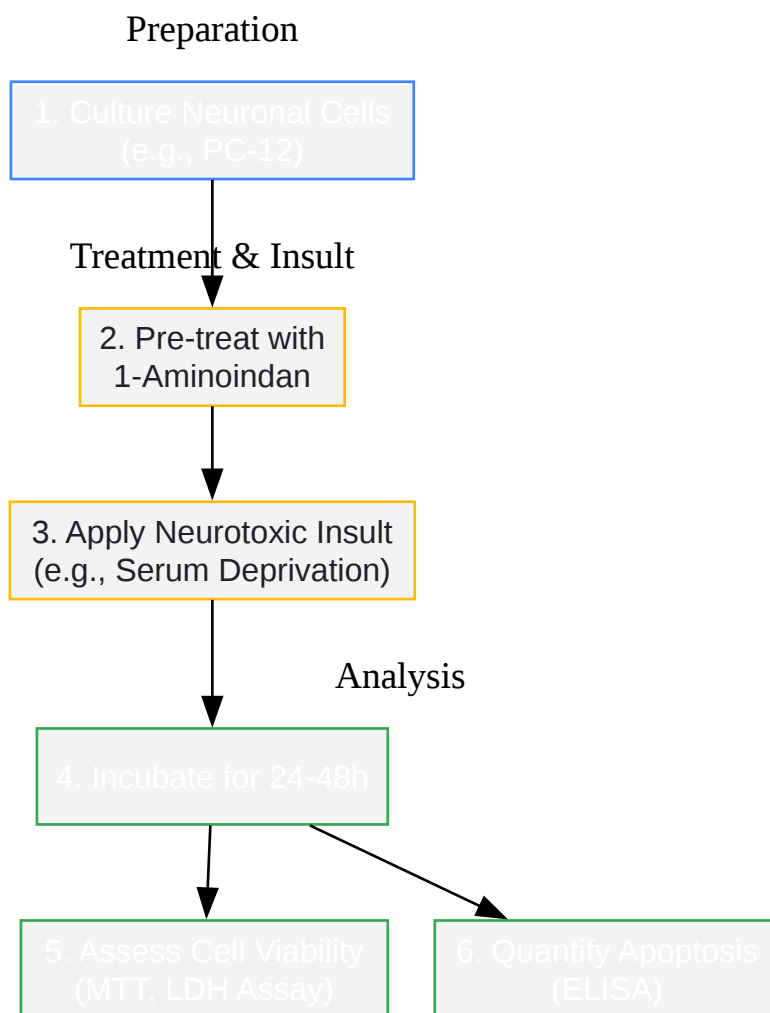 Preparation
1. Culture Neuronal Cells
(e.g., PC-12)
Treatment & Insult
2. Pre-treat with
1-Aminoindan
3. Apply Neurotoxic Insult
(e.g., Serum Deprivation)
Analysis
4. Incubate for 24-48h
5. Assess Cell Viability
(MTT, LDH Assay)
6. Quantify Apoptosis
(ELISA)